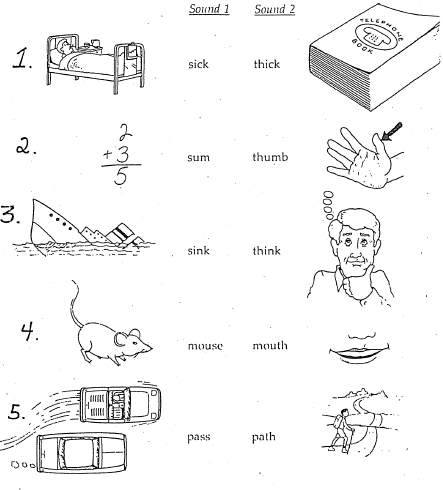 Sound 1 Sound 2
1. sick thick TELEPHONE BOOK
2. 2 + 3 5 sum thumb
3. sink think
4. mouse mouth
5. pass path